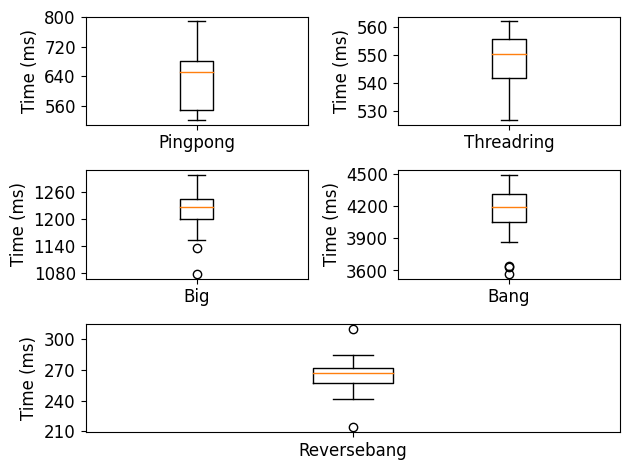 Time (ms)
800
720
640
560
Pingpong
Time (ms)
560
550
540
530
Threadring
Time (ms)
1260
1200
1140
1080
Big
Time (ms)
4500
4200
3900
3600
Bang
Time (ms)
300
270
240
210
Reversebang